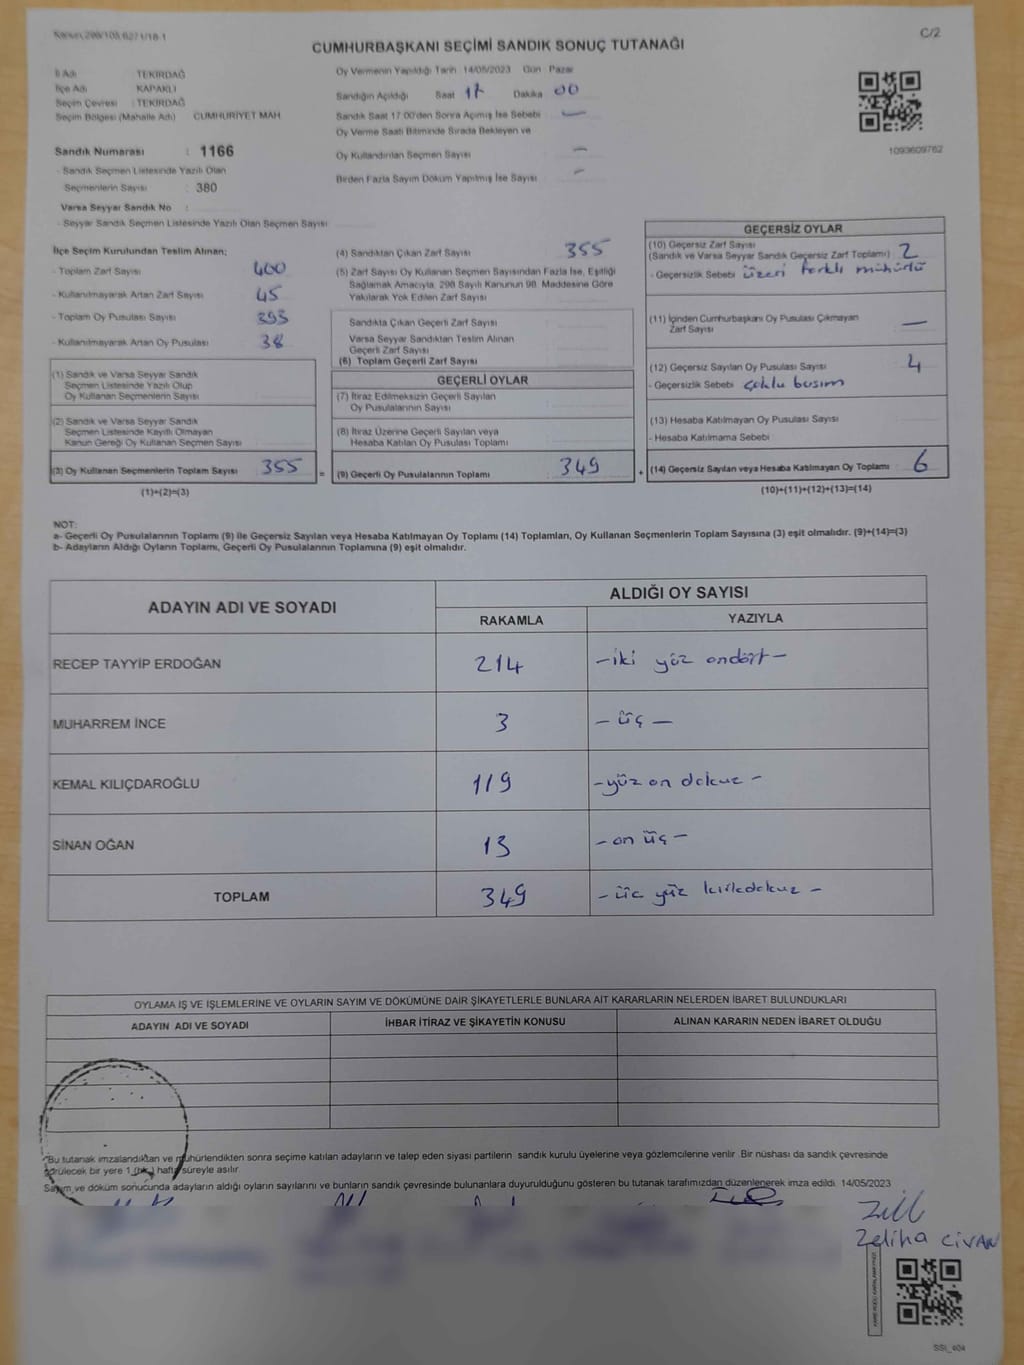 CUMHURBAŞKANI SEÇİMİ SANDIK SONUÇ TUTANAĞI
C/2
İl Adı TEKİRDAĞ
İlçe Adı KAPAKLI
Seçim Çevresi : TEKİRDAĞ
Seçim Bölgesi (Mahalle Adı) CUMHURİYET MAH
Sandık Numarası : 1166
- Sandık Seçmen Listesinde Yazılı Olan
Seçmenlerin Sayısı : 380
Varsa Seyyar Sandık No :
- Seyyar Sandık Seçmen Listesinde Yazılı Olan Seçmen Sayısı
Oy Vermenin Yapıldığı Tarih 14/05/2023 Gün Pazar
Sandığın Açıldığı Saat 17 Dakika 00
Sandık Saat 17 00'den Sonra Açılmış İse Sebebi —
Oy Verme Saati Bitiminde Sırada Bekleyen ve
Oy Kullandırılan Seçmen Sayısı —
Birden Fazla Sayım Döküm Yapılmış İse Sayısı –
1093609762
İlçe Seçim Kurulundan Teslim Alınan;
- Toplam Zarf Sayısı 400
- Kullanılmayarak Artan Zarf Sayısı 45
- Toplam Oy Pusulası Sayısı 393
- Kullanılmayarak Artan Oy Pusulası 38
(1) Sandık ve Varsa Seyyar Sandık
Seçmen Listesinde Yazılı Olup
Oy Kullanan Seçmenlerin Sayısı
(2) Sandık ve Varsa Seyyar Sandık
Seçmen Listesinde Kayıtlı Olmayan
Kanun Gereği Oy Kullanan Seçmen Sayısı
(3) Oy Kullanan Seçmenlerin Toplam Sayısı 355 =
(1)+(2)=(3)
(4) Sandıktan Çıkan Zarf Sayısı 355
(5) Zarf Sayısı Oy Kullanan Seçmen Sayısından Fazla İse, Eşitliği
Sağlamak Amacıyla, 298 Sayılı Kanunun 98. Maddesine Göre
Yakılarak Yok Edilen Zarf Sayısı
Sandıkta Çıkan Geçerli Zarf Sayısı
Varsa Seyyar Sandıktan Teslim Alınan
Geçerli Zarf Sayısı
(6) Toplam Geçerli Zarf Sayısı
GEÇERLİ OYLAR
(7) İtiraz Edilmeksizin Geçerli Sayılan
Oy Pusulalarının Sayısı
(8) İtiraz Üzerine Geçerli Sayılan veya
Hesaba Katılan Oy Pusulası Toplamı
(9) Geçerli Oy Pusulalarının Toplamı 349 +
GEÇERSİZ OYLAR
(10) Geçersiz Zarf Sayısı
(Sandık ve Varsa Seyyar Sandık Geçersiz Zarf Toplamı) 2
- Geçersizlik Sebebi üzeri farklı mühürlü
(11) İçinden Cumhurbaşkanı Oy Pusulası Çıkmayan
Zarf Sayısı —
(12) Geçersiz Sayılan Oy Pusulası Sayısı 4
- Geçersizlik Sebebi çoklu basım
(13) Hesaba Katılmayan Oy Pusulası Sayısı
- Hesaba Katılmama Sebebi
(14) Geçersiz Sayılan veya Hesaba Katılmayan Oy Toplamı 6
(10)+(11)+(12)+(13)=(14)
NOT:
a- Geçerli Oy Pusulalarının Toplamı (9) ile Geçersiz Sayılan veya Hesaba Katılmayan Oy Toplamı (14) Toplamları, Oy Kullanan Seçmenlerin Toplam Sayısına (3) eşit olmalıdır. (9)+(14)=(3)
b- Adayların Aldığı Oyların Toplamı, Geçerli Oy Pusulalarının Toplamına (9) eşit olmalıdır.
ADAYIN ADI VE SOYADI
ALDIĞI OY SAYISI
RAKAMLA YAZIYLA
RECEP TAYYİP ERDOĞAN 214 – iki yüz ondört –
MUHARREM İNCE 3 – üç –
KEMAL KILIÇDAROĞLU 119 – yüz on dokuz –
SİNAN OĞAN 13 – on üç –
TOPLAM 349 – üç yüz kırkdokuz –
OYLAMA İŞ VE İŞLEMLERİNE VE OYLARIN SAYIM VE DÖKÜMÜNE DAİR ŞİKAYETLERLE BUNLARA AİT KARARLARIN NELERDEN İBARET BULUNDUKLARI
ADAYIN ADI VE SOYADI İHBAR İTİRAZ VE ŞİKAYETİN KONUSU ALINAN KARARIN NEDEN İBARET OLDUĞU
"Bu tutanak imzalandıktan ve mühürlendikten sonra seçime katılan adayların ve talep eden siyasi partilerin sandık kurulu üyelerine veya gözlemcilerine verilir. Bir nüshası da sandık çevresinde
görülecek bir yere 1 (bir) hafta süreyle asılır.
Sayım ve döküm sonucunda adayların aldığı oyların sayılarını ve bunların sandık çevresinde bulunanlara duyurulduğunu gösteren bu tutanak tarafımızdan düzenlenerek imza edildi. 14/05/2023
Zeliha CİVAN